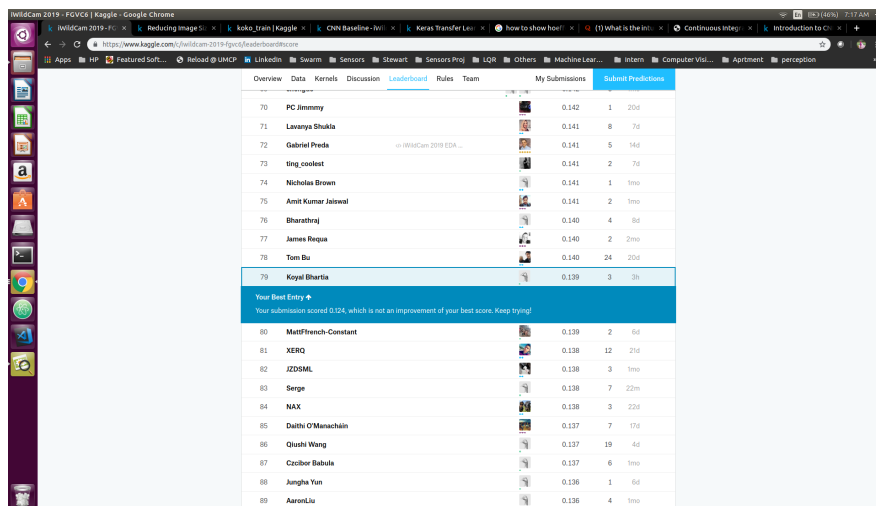 iWildCam 2019 - FGVC6 | Kaggle - Google Chrome
En (46%) 7:17 AM
iWildCam 2019 - FG
Reducing Image Siz
koko_train | Kaggle
CNN Baseline - iWil
Keras Transfer Lear
how to show hoeff
(1) What is the intu
Continuous Integr
Introduction to CN
https://www.kaggle.com/c/iwildcam-2019-fgvc6/leaderboard#score
Apps HP Featured Soft... Reload @ UMCP LinkedIn Swarm Sensors Stewart Sensors Proj LQR Others Machine Lear... Intern Computer Visi... Aprtment perception
Overview Data Kernels Discussion Leaderboard Rules Team My Submissions Submit Predictions
70 PC Jimmmy 0.142 1 20d
71 Lavanya Shukla 0.141 8 7d
72 Gabriel Preda iWildCam 2019 EDA ... 0.141 5 14d
73 ting_coolest 0.141 2 7d
74 Nicholas Brown 0.141 1 1mo
75 Amit Kumar Jaiswal 0.141 2 1mo
76 Bharathraj 0.140 4 8d
77 James Requa 0.140 2 2mo
78 Tom Bu 0.140 24 20d
79 Koyal Bhartia 0.139 3 3h
Your Best Entry
Your submission scored 0.124, which is not an improvement of your best score. Keep trying!
80 MattFfrench-Constant 0.139 2 6d
81 XERQ 0.138 12 21d
82 JZDSML 0.138 3 1mo
83 Serge 0.138 7 22m
84 NAX 0.138 3 22d
85 Daithi O'Manacháin 0.137 7 17d
86 Qiushi Wang 0.137 19 4d
87 Czcibor Babula 0.137 6 1mo
88 Jungha Yun 0.136 1 6d
89 AaronLiu 0.136 4 1mo